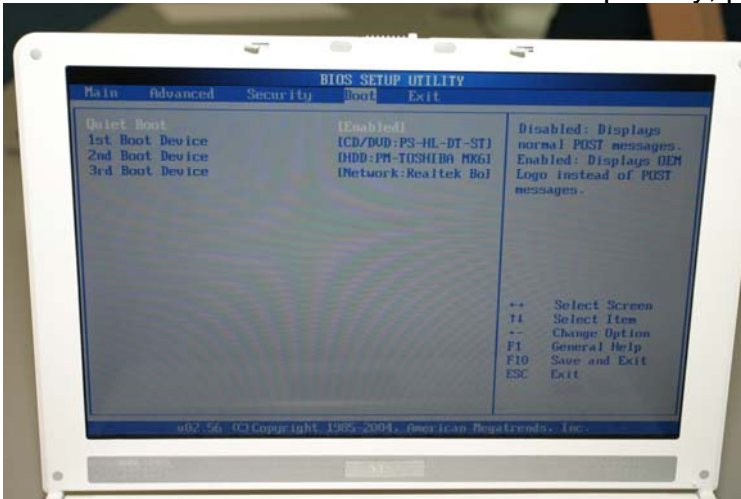 BIOS SETUP UTILITY
Main Advanced Security Boot Exit
Quiet Boot [Enabled]
1st Boot Device [CD/DVD:PS-HL-DT-ST]
2nd Boot Device [HDD:PM-TOSHIBA MK6]
3rd Boot Device [Network:Realtek Bo]
Disabled: Displays
normal POST messages.
Enabled: Displays OEM
Logo instead of POST
messages.
↔ Select Screen
↑↓ Select Item
+- Change Option
F1 General Help
F10 Save and Exit
ESC Exit
v02.56 (C)Copyright 1985-2004, American Megatrends, Inc.